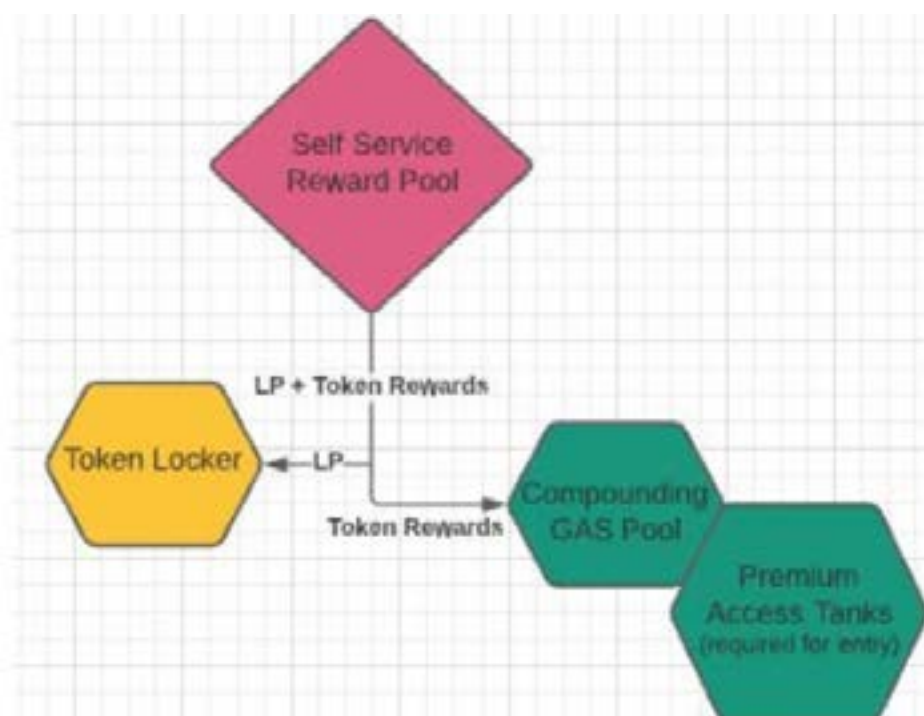 Self Service
Reward Pool
LP + Token Rewards
Token Locker
LP
Compounding
GAS Pool
Token Rewards
Premium
Access Tanks
(required for entry)